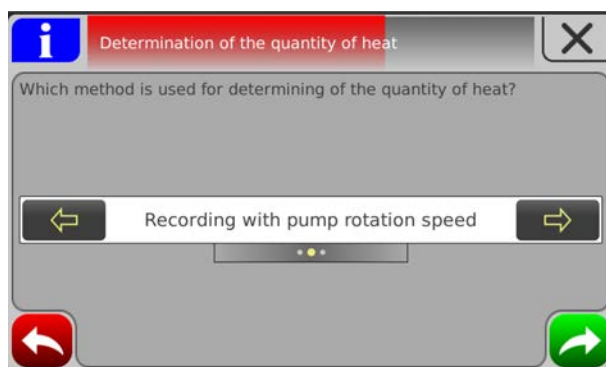 i
Determination of the quantity of heat
Which method is used for determining of the quantity of heat?
Recording with pump rotation speed